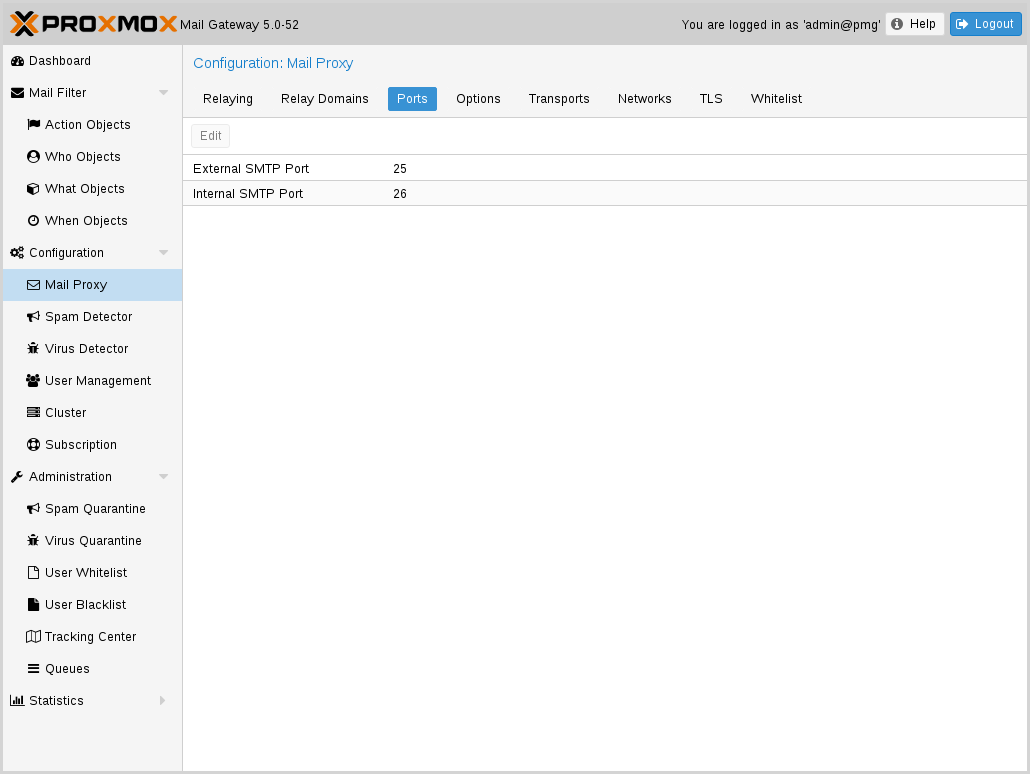 PROXMOX Mail Gateway 5.0-52 You are logged in as 'admin@pmg' Help Logout
Dashboard
Mail Filter
Action Objects
Who Objects
What Objects
When Objects
Configuration
Mail Proxy
Spam Detector
Virus Detector
User Management
Cluster
Subscription
Administration
Spam Quarantine
Virus Quarantine
User Whitelist
User Blacklist
Tracking Center
Queues
Statistics
Configuration: Mail Proxy
Relaying Relay Domains Ports Options Transports Networks TLS Whitelist
Edit
External SMTP Port 25
Internal SMTP Port 26